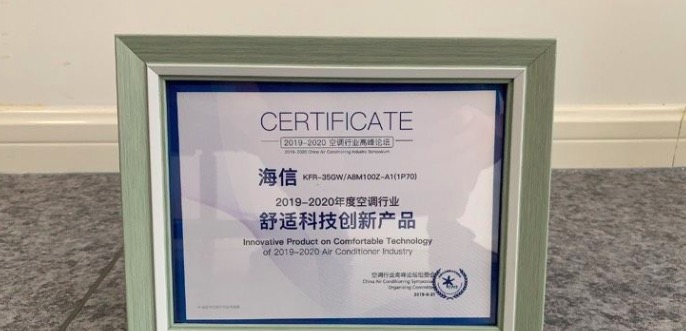 CERTIFICATE
2019-2020 空调行业高峰论坛
2019-2020 China Air Conditioning Industry Symposium
海信 KFR-35GW/A8M100Z-A1(1P70)
2019-2020年度空调行业
舒适科技创新产品
Innovative Product on Comfortable Technology
of 2019-2020 Air Conditioner Industry
空调行业高峰论坛组委会
China Air Conditioning Symposium
Organizing Committee